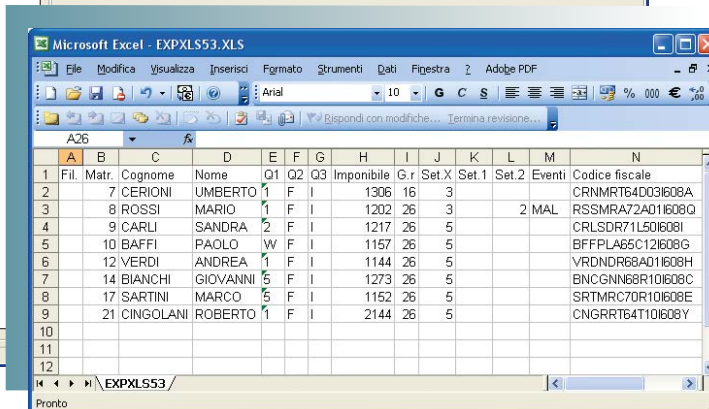 Microsoft Excel - EXPXLS53.XLS
File Modifica Visualizza Inserisci Formato Strumenti Dati Finestra ? Adobe PDF
Arial 10 G C S % 000 €
Rispondi con modifiche... Termina revisione...
A26 fx
A B C D E F G H I J K L M N
1 Fil. Matr. Cognome Nome Q1 Q2 Q3 Imponibile G.r Set.X Set.1 Set.2 Eventi Codice fiscale
2 7 CERIONI UMBERTO 1 F I 1306 16 3 CRNMRT64D03I608A
3 8 ROSSI MARIO 1 F I 1202 26 3 2 MAL RSSMRA72A01I608Q
4 9 CARLI SANDRA 2 F I 1217 26 5 CRLSDR71L50I608I
5 10 BAFFI PAOLO W F I 1157 26 5 BFFPLA65C12I608G
6 12 VERDI ANDREA 1 F I 1144 26 5 VRDNDR68A01I608H
7 14 BIANCHI GIOVANNI 5 F I 1273 26 5 BNCGNN68R10I608C
8 17 SARTINI MARCO 5 F I 1152 26 5 SRTMRC70R10I608E
9 21 CINGOLANI ROBERTO 1 F I 2144 26 5 CNGRRT64T10I608Y
10
11
12
EXPXLS53
Pronto